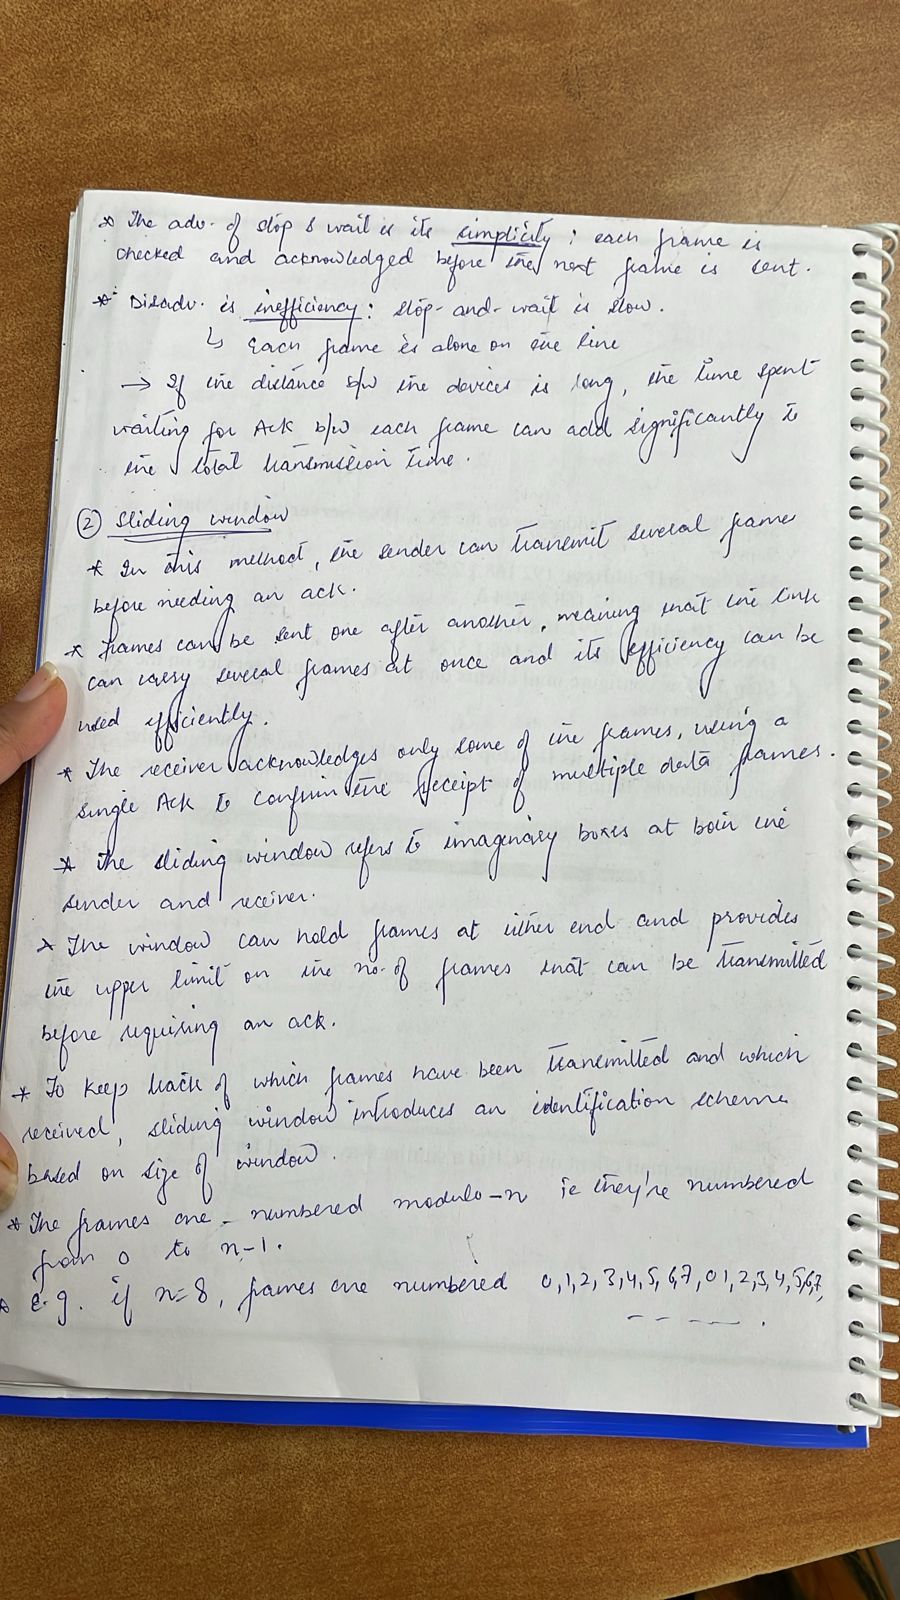 * The adv. of stop & wait is its simplicity : each frame is
checked and acknowledged before the next frame is sent.
* Disadv. is inefficiency : stop-and-wait is slow.
↳ Each frame is alone on the line
→ If the distance b/w the devices is long, the time spent
waiting for Ack b/w each frame can add significantly to
the total transmission time.
② Sliding window
* In this method, the sender can transmit several frames
before needing an ack.
* Frames can be sent one after another, meaning that the link
can carry several frames at once and its efficiency can be
used efficiently.
* The receiver acknowledges only some of the frames, using a
single Ack to confirm the receipt of multiple data frames.
* The sliding window refers to imaginary boxes at both the
sender and receiver.
* The window can hold frames at either end and provides
the upper limit on the no. of frames that can be transmitted
before requiring an ack.
* To keep track of which frames have been transmitted and which
received, sliding window introduces an identification scheme
based on size of window.
* The frames are numbered modulo-n ie they're numbered
from 0 to n-1.
* e.g. if n=8, frames are numbered 0,1,2,3,4,5,6,7,0 1,2,3,4,5,6,7,
- - - - - .